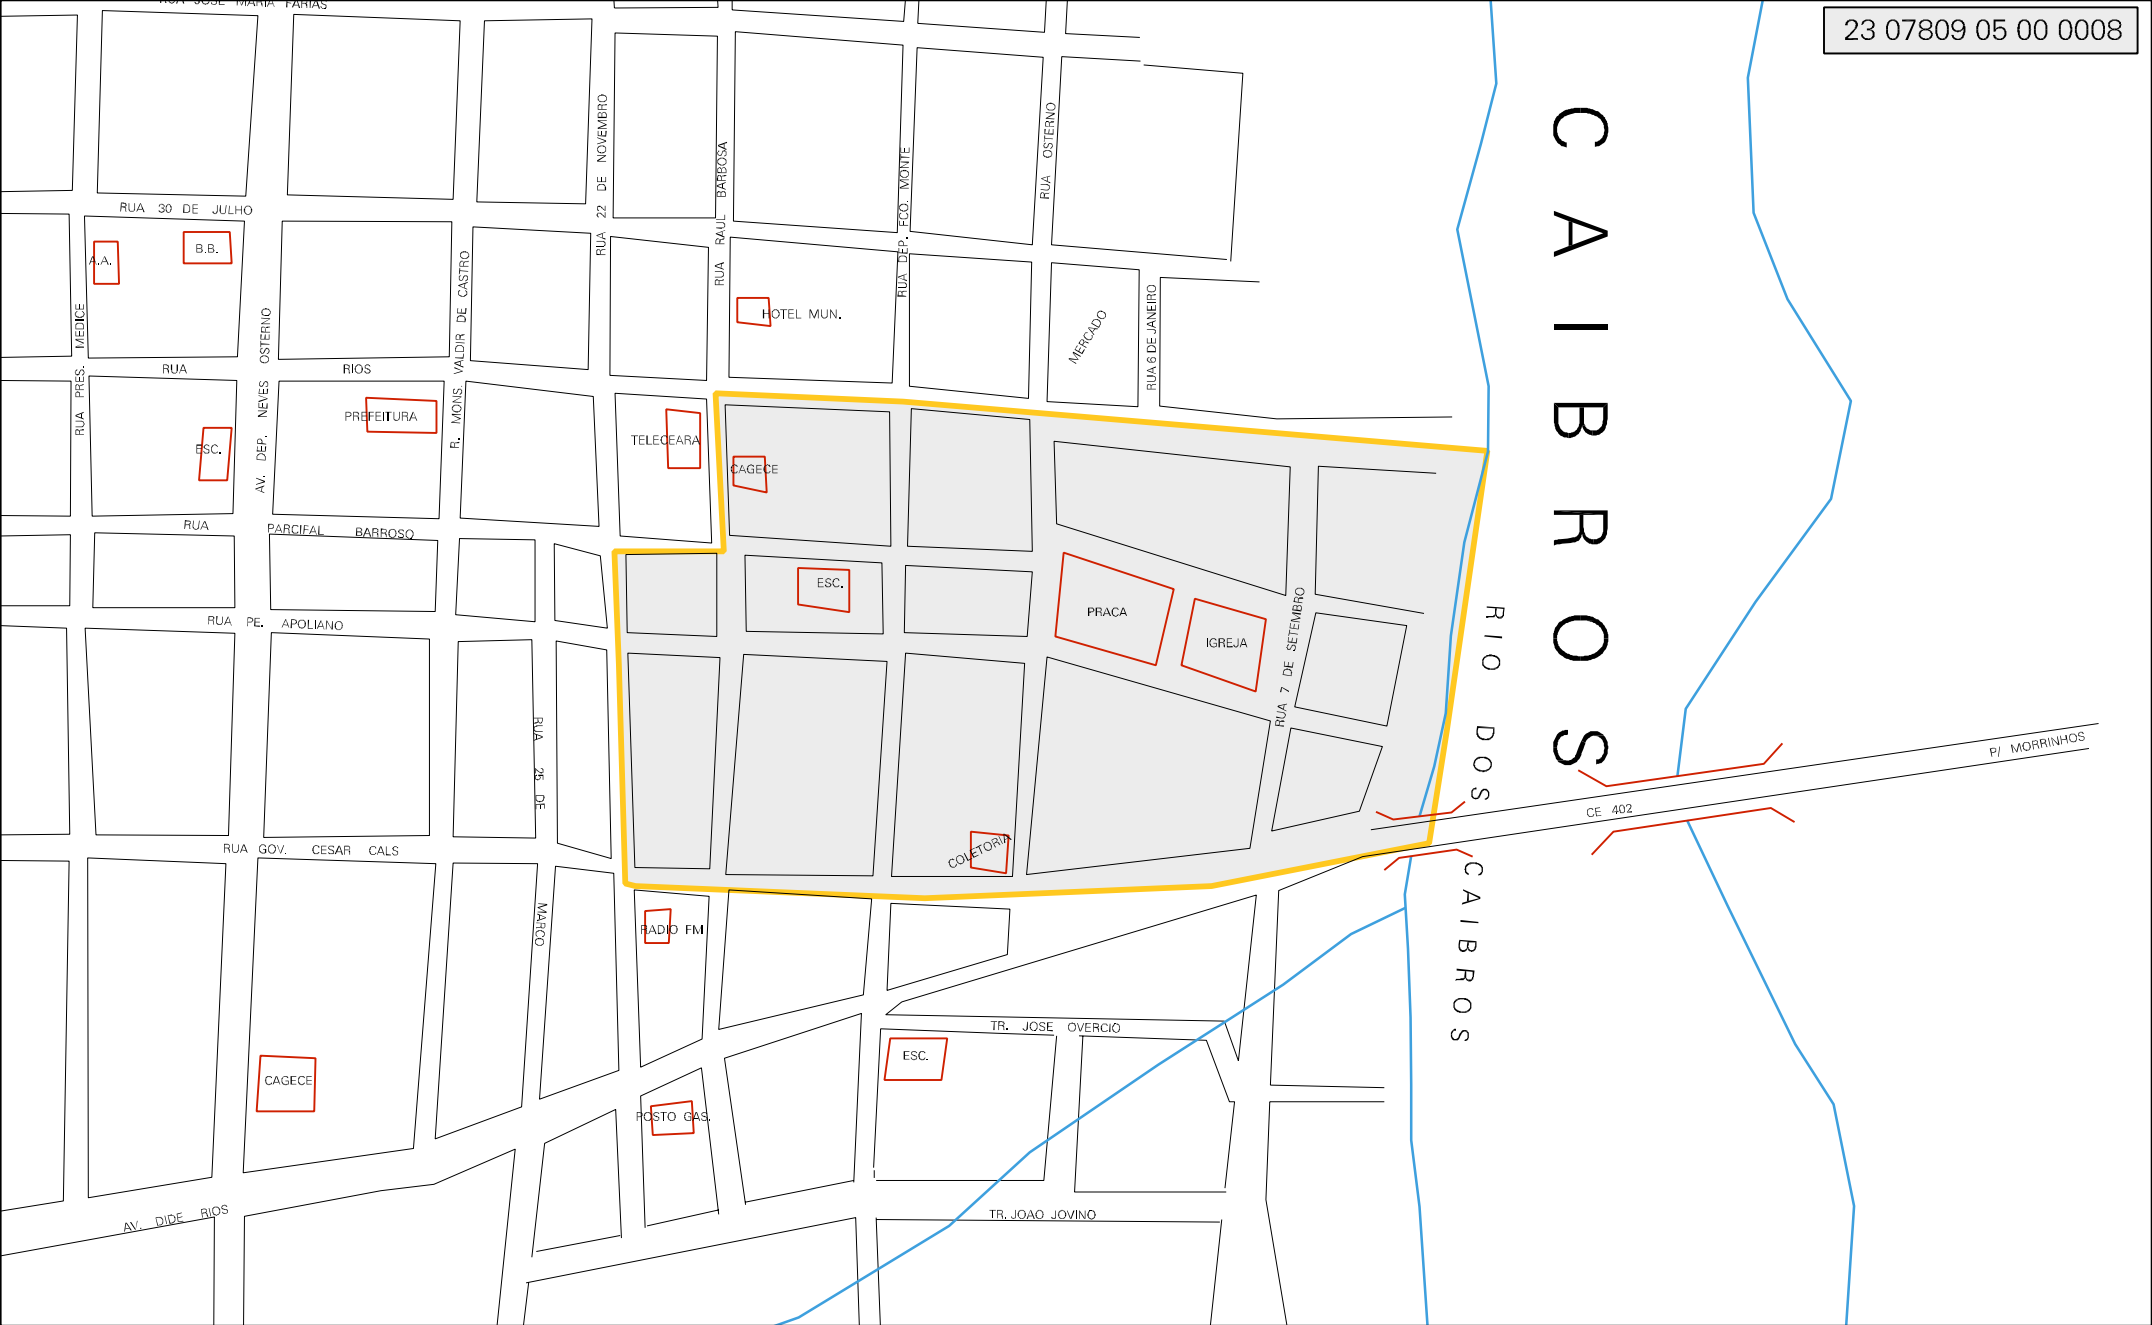 RUA JOSE MARIA FARIAS
23 07809 05 00 0008
CAIBROS
RUA 30 DE JULHO
RUA 22 DE NOVEMBRO
RUA RAUL BARBOSA
RUA DEP. FCO. MONTE
RUA OSTERNO
A.A.
B.B.
RUA PRES. MEDICE
AV. DEP. NEVES OSTERNO
R. MONS. VALDIR DE CASTRO
HOTEL MUN.
MERCADO
RUA 6 DE JANEIRO
RUA RIOS
PREFEITURA
ESC.
TELECEARA
CAGECE
RUA PARCIFAL BARROSO
ESC.
PRACA
IGREJA
RUA 7 DE SETEMBRO
RIO DOS CAIBROS
RUA PE. APOLIANO
RUA 25 DE MARCO
P/ MORRINHOS
CE 402
RUA GOV. CESAR CALS
COLETORIA
RADIO FM
TR. JOSE OVERCIO
ESC.
CAGECE
POSTO GAS.
AV. DIDE RIOS
TR. JOAO JOVINO